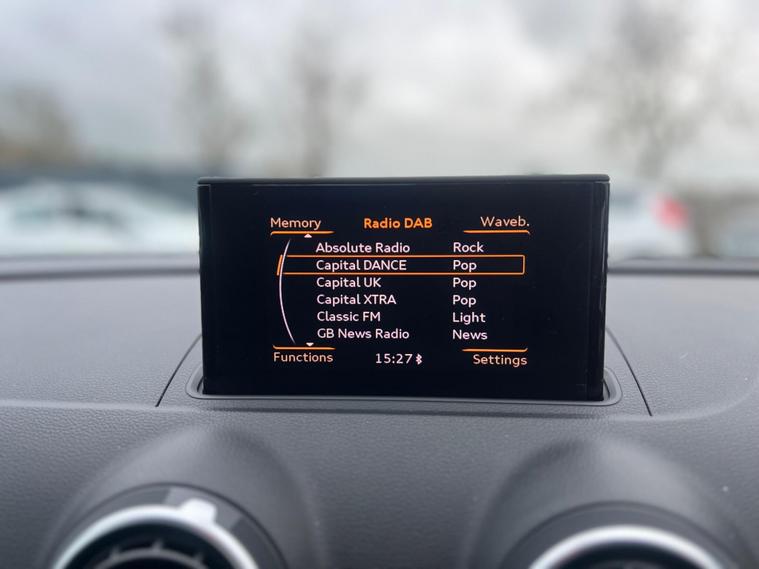 Memory Radio DAB Waveb.
Absolute Radio Rock
Capital DANCE Pop
Capital UK Pop
Capital XTRA Pop
Classic FM Light
GB News Radio News
Functions 15:27 Settings